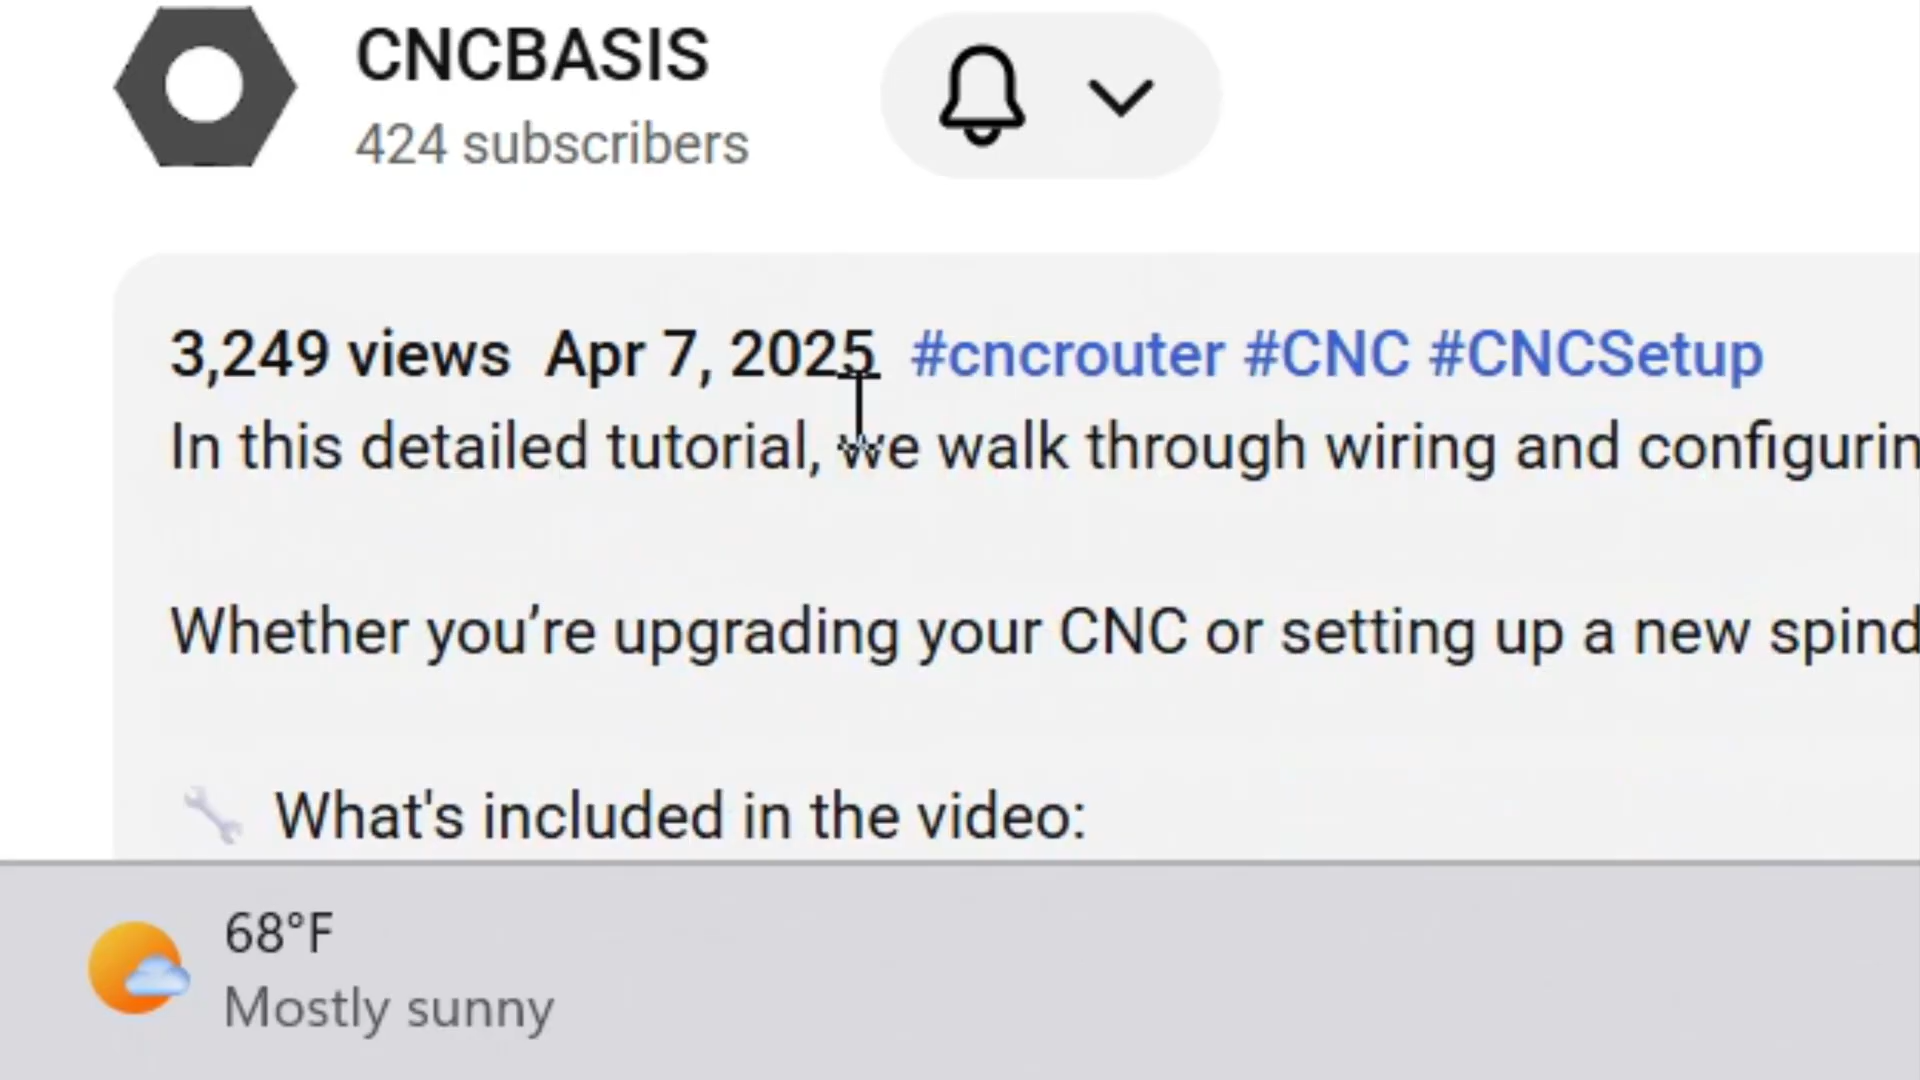 CNCBASIS
424 subscribers
3,249 views Apr 7, 2025 #cncrouter #CNC #CNCSetup
In this detailed tutorial, we walk through wiring and configurin
Whether you’re upgrading your CNC or setting up a new spind
What's included in the video:
68°F
Mostly sunny